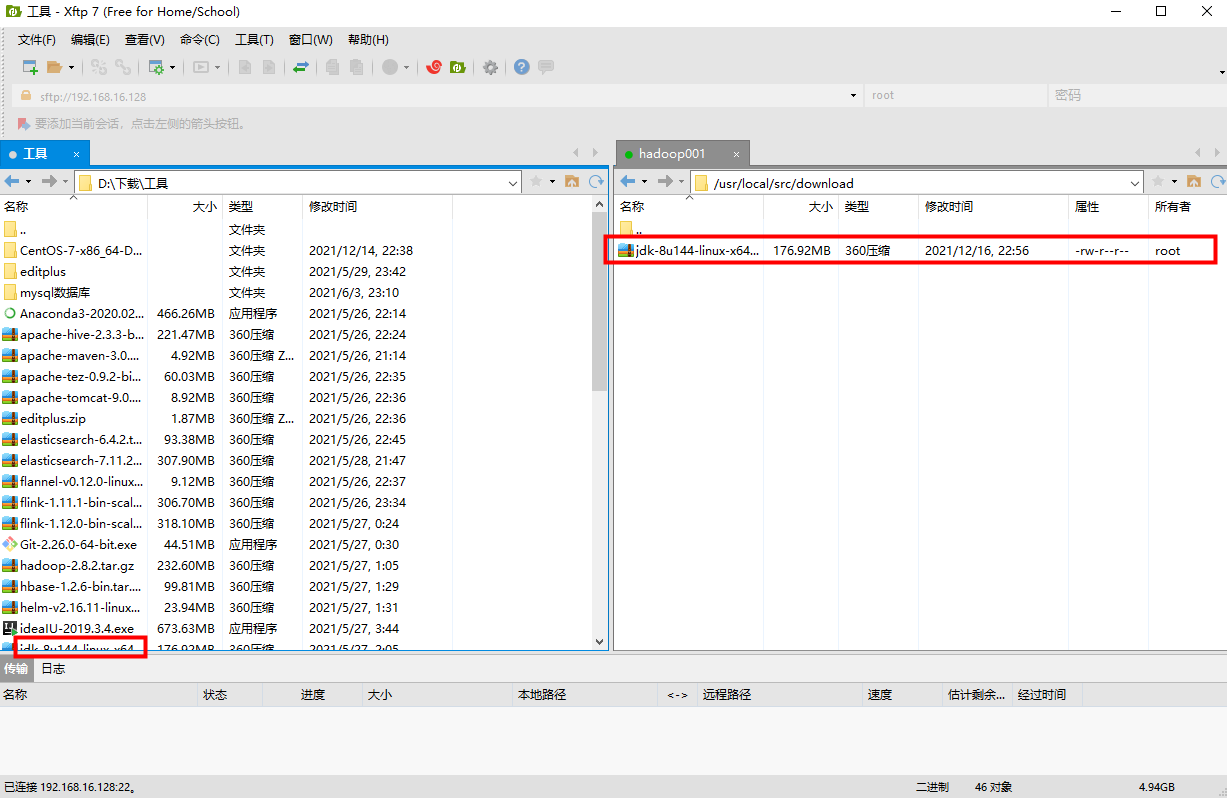 工具 - Xftp 7 (Free for Home/School)
文件(F) 编辑(E) 查看(V) 命令(C) 工具(T) 窗口(W) 帮助(H)
sftp://192.168.16.128 root 密码
要添加当前会话，点击左侧的箭头按钮。
工具 × hadoop001 ×
D:\下载\工具 /usr/local/src/download
名称 大小 类型 修改时间 名称 大小 类型 修改时间 属性 所有者
.. 文件夹 ..
CentOS-7-x86_64-D... 文件夹 2021/12/14, 22:38 jdk-8u144-linux-x64... 176.92MB 360压缩 2021/12/16, 22:56 -rw-r--r-- root
editplus 文件夹 2021/5/29, 23:42
mysql数据库 文件夹 2021/6/3, 23:10
Anaconda3-2020.02... 466.26MB 应用程序 2021/5/26, 22:14
apache-hive-2.3.3-b... 221.47MB 360压缩 2021/5/26, 22:24
apache-maven-3.0.... 4.92MB 360压缩 Z... 2021/5/26, 21:14
apache-tez-0.9.2-bi... 60.03MB 360压缩 2021/5/26, 22:35
apache-tomcat-9.0.... 8.92MB 360压缩 2021/5/26, 22:36
editplus.zip 1.87MB 360压缩 Z... 2021/5/26, 22:36
elasticsearch-6.4.2.t... 93.38MB 360压缩 2021/5/26, 22:45
elasticsearch-7.11.2... 307.90MB 360压缩 2021/5/28, 21:47
flannel-v0.12.0-linux... 9.12MB 360压缩 2021/5/26, 22:37
flink-1.11.1-bin-scal... 306.70MB 360压缩 2021/5/26, 23:34
flink-1.12.0-bin-scal... 318.10MB 360压缩 2021/5/27, 0:24
Git-2.26.0-64-bit.exe 44.51MB 应用程序 2021/5/27, 0:30
hadoop-2.8.2.tar.gz 232.60MB 360压缩 2021/5/27, 1:05
hbase-1.2.6-bin.tar.... 99.81MB 360压缩 2021/5/27, 1:29
helm-v2.16.11-linux... 23.94MB 360压缩 2021/5/27, 1:31
ideaIU-2019.3.4.exe 673.63MB 应用程序 2021/5/27, 3:44
jdk-8u144-linux-x64... 176.92MB 360压缩 2021/5/27, 2:05
传输 日志
名称 状态 进度 大小 本地路径 <-> 远程路径 速度 估计剩余... 经过时间
已连接 192.168.16.128:22。 二进制 46 对象 4.94GB